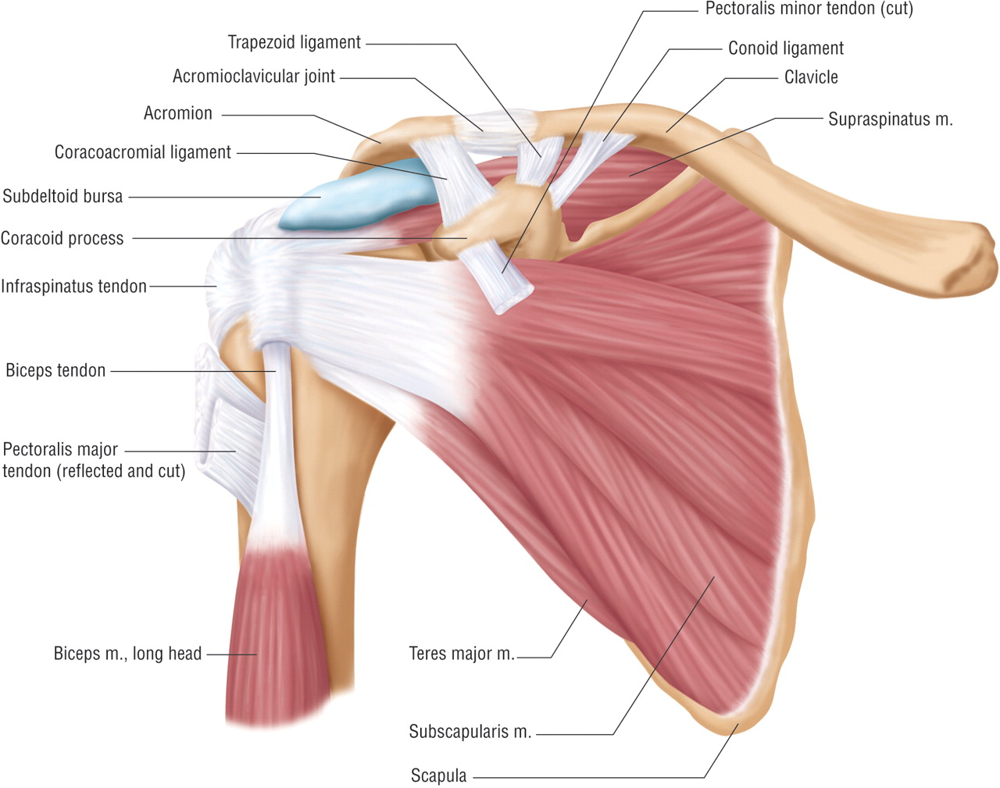 Pectoralis minor tendon (cut)
Trapezoid ligament
Conoid ligament
Acromioclavicular joint
Clavicle
Acromion
Supraspinatus m.
Coracoacromial ligament
Subdeltoid bursa
Coracoid process
Infraspinatus tendon
Biceps tendon
Pectoralis major
tendon (reflected and cut)
Biceps m., long head
Teres major m.
Subscapularis m.
Scapula